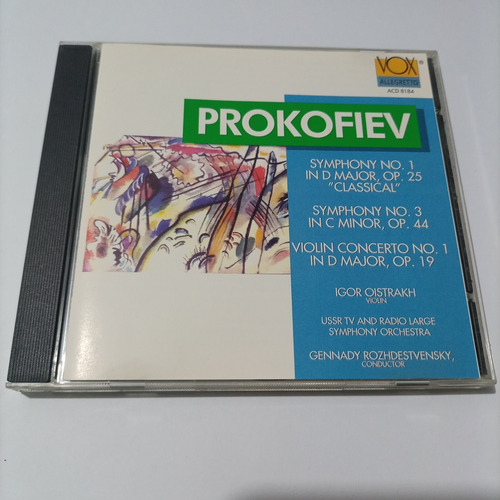 VOX®
ALLEGRETTO
ACD 8184
PROKOFIEV
SYMPHONY NO. 1
IN D MAJOR, OP. 25
"CLASSICAL"
SYMPHONY NO. 3
IN C MINOR, OP. 44
VIOLIN CONCERTO NO. 1
IN D MAJOR, OP. 19
IGOR OISTRAKH
VIOLIN
USSR TV AND RADIO LARGE
SYMPHONY ORCHESTRA
GENNADY ROZHDESTVENSKY,
CONDUCTOR